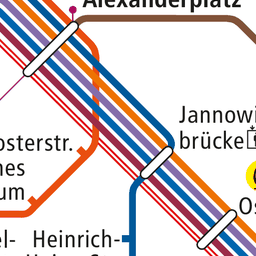 Alexanderplatz
Jannowi
brücke
osterstr.
nes
um
Os
el-
Heinrich-